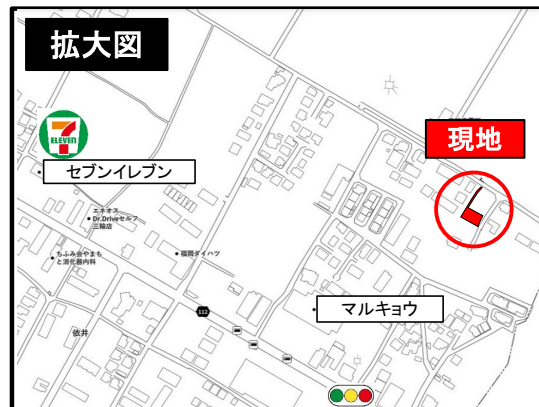 拡大図
7
ELEVEN
セブンイレブン
現地
エネオス
Dr.Driveセルフ
三輪店
ちふみ会やまも
と消化器内科
福岡ダイハツ
マルキョウ
112
依井